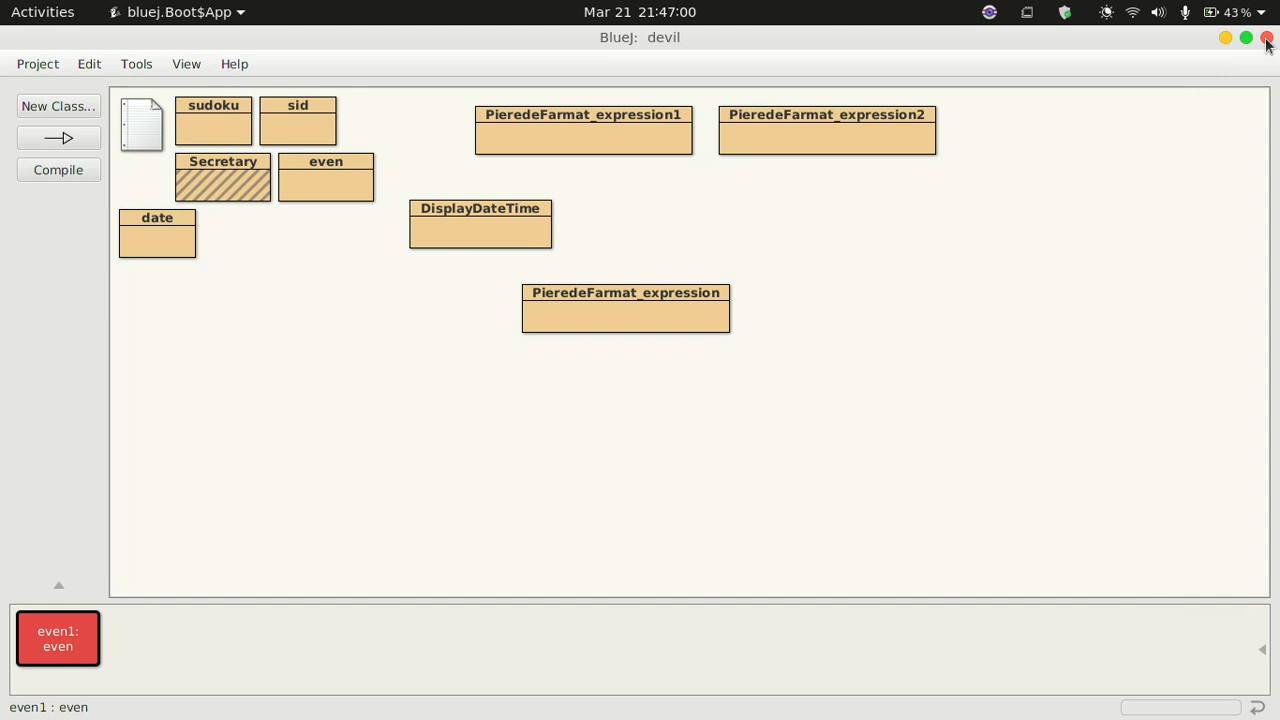 Activities
bluej.Boot$App
Mar 21 21:47:00
43 %
BlueJ: devil
Project Edit Tools View Help
New Class...
Compile
sudoku
sid
PieredeFarmat_expression1
PieredeFarmat_expression2
Secretary
even
date
DisplayDateTime
PieredeFarmat_expression
even1:
even
even1 : even